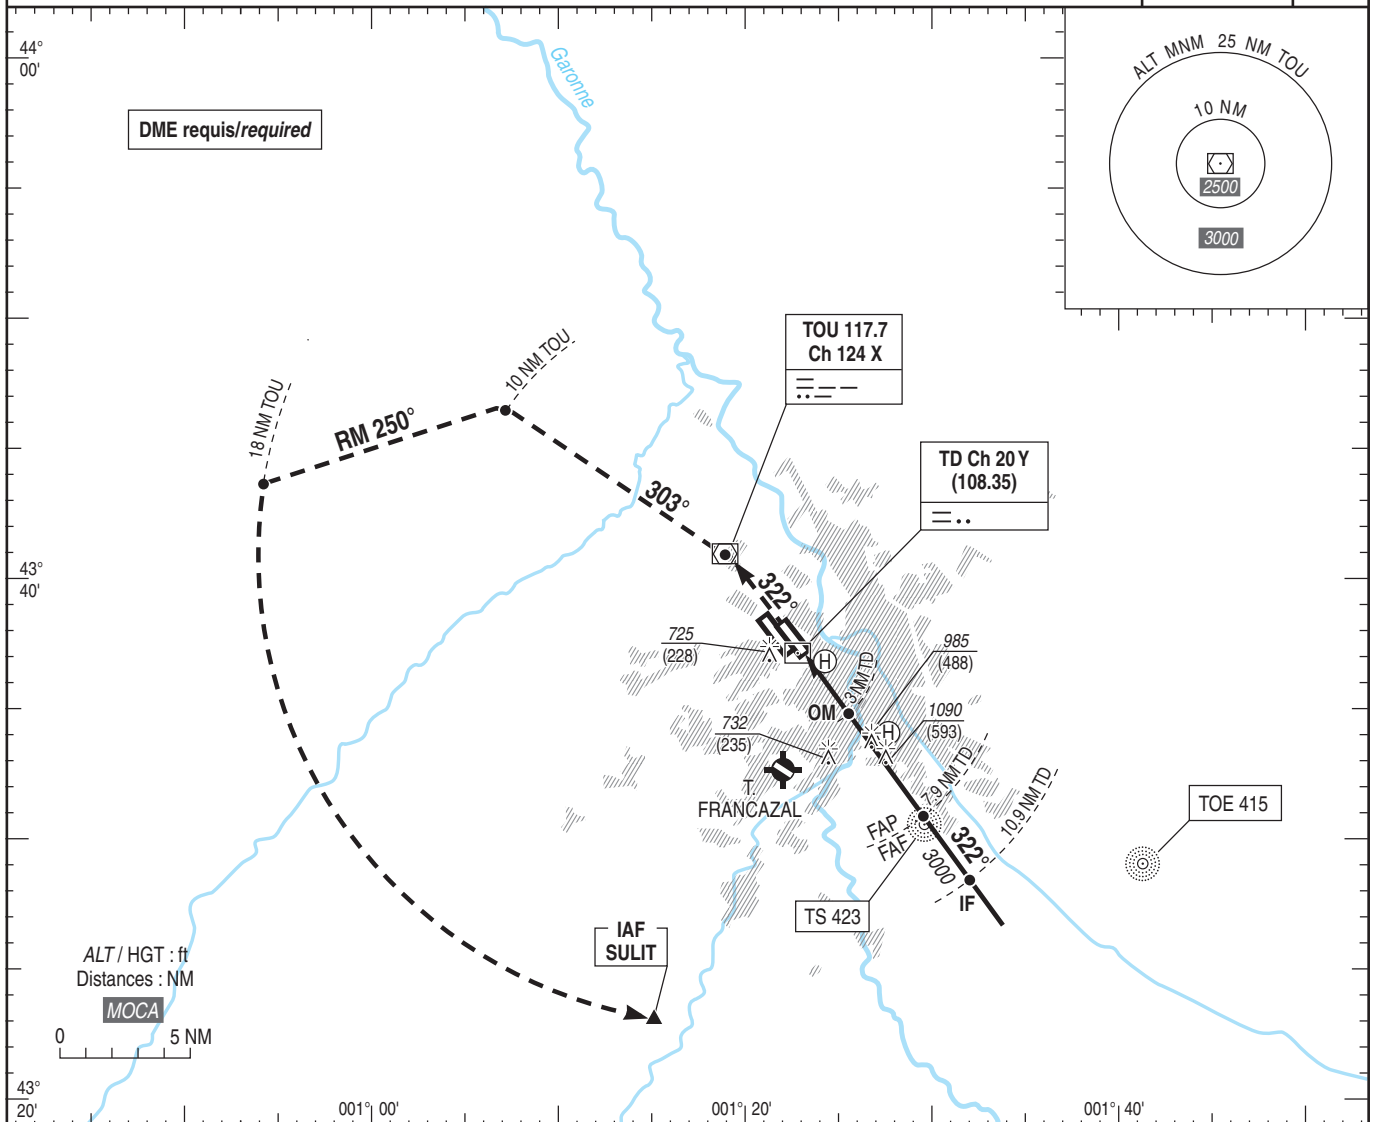 44°
00'
Garonne
DME requis/required
ALT MNM 25 NM TOU
10 NM
2500
3000
TOU 117.7
Ch 124 X
10 NM TOU
18 NM TOU
RM 250°
303°
TD Ch 20 Y
(108.35)
43°
40'
322°
725
(228)
H
985
(488)
3 NM TD
OM
1090
(593)
H
732
(235)
T.
FRANCAZAL
7.9 NM TD
10.9 NM TD
FAP
FAF
322°
3000
IF
TOE 415
TS 423
IAF
SULIT
ALT / HGT : ft
Distances : NM
MOCA
0 5 NM
43°
20'
001° 00'
001° 20'
001° 40'